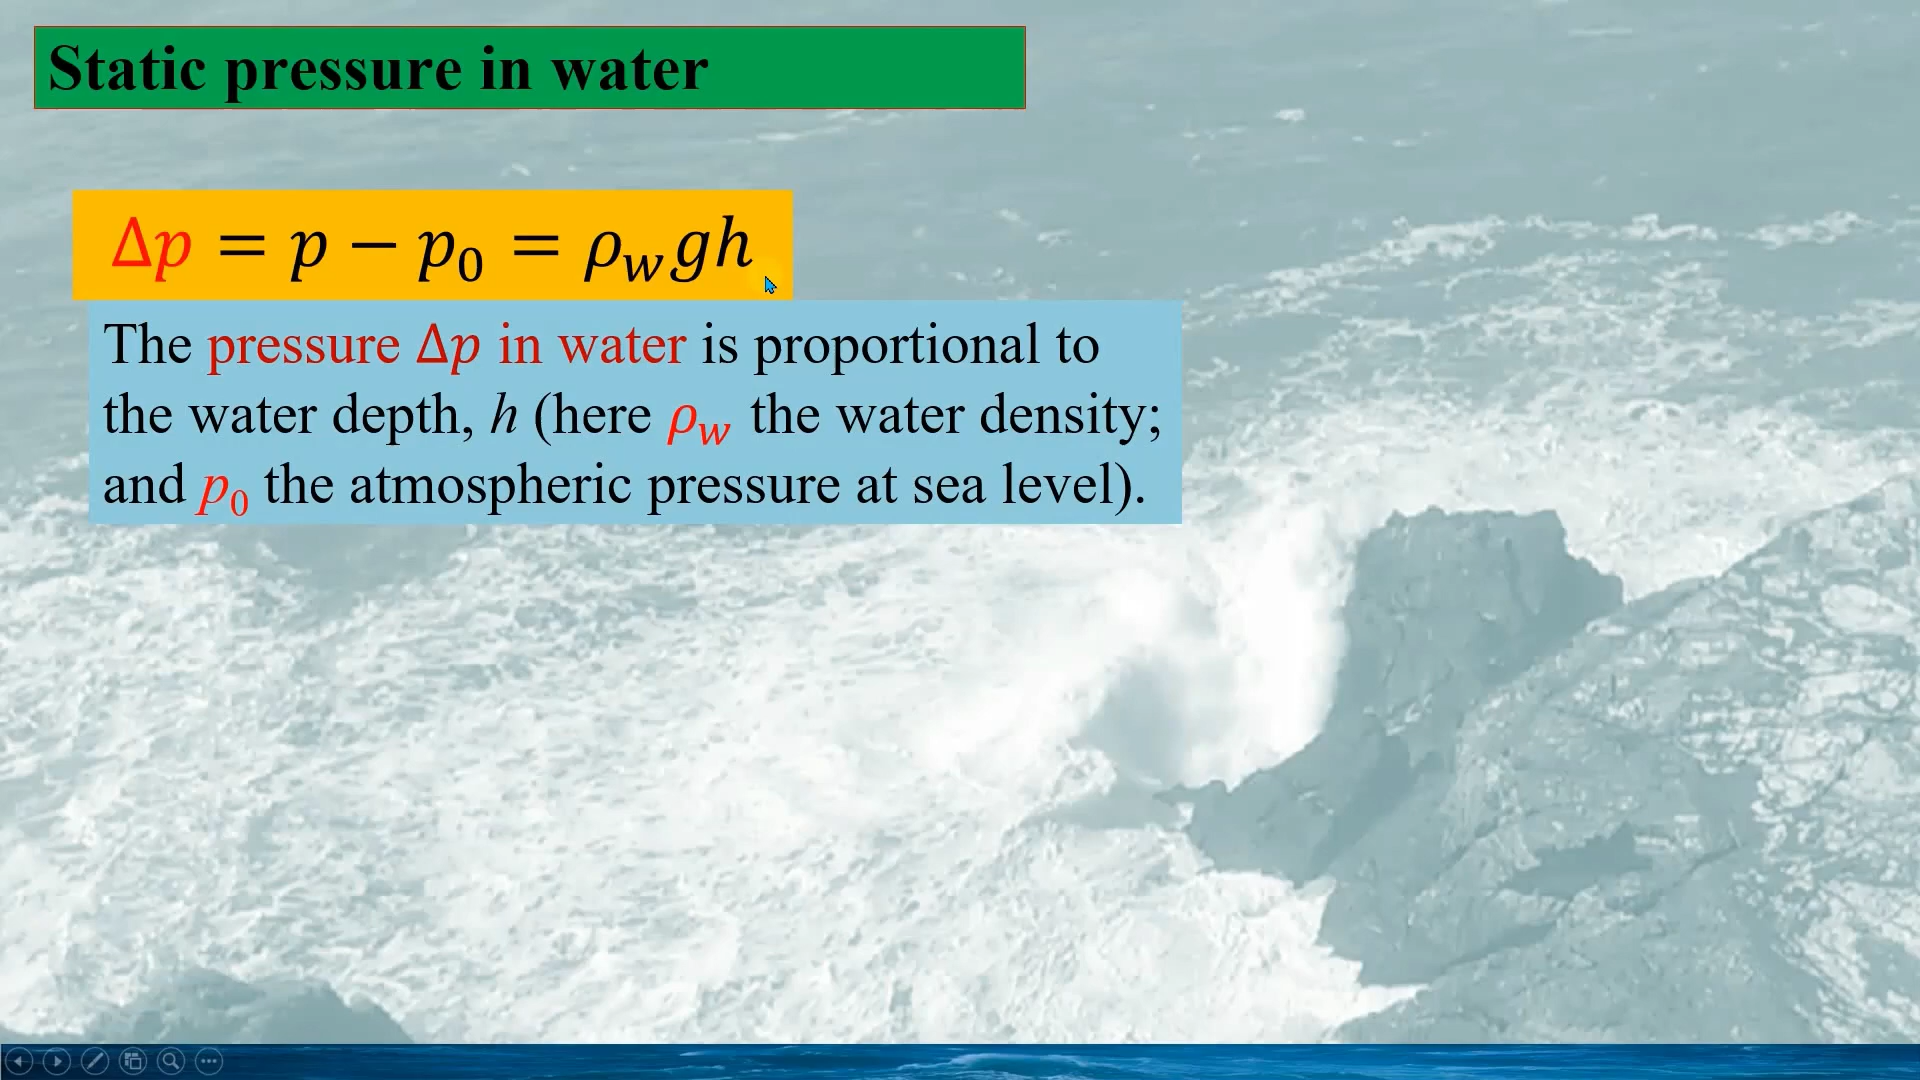 Static pressure in water
Δp = p − p₀ = ρ_w gh
The pressure Δp in water is proportional to
the water depth, h (here ρ_w the water density;
and p₀ the atmospheric pressure at sea level).